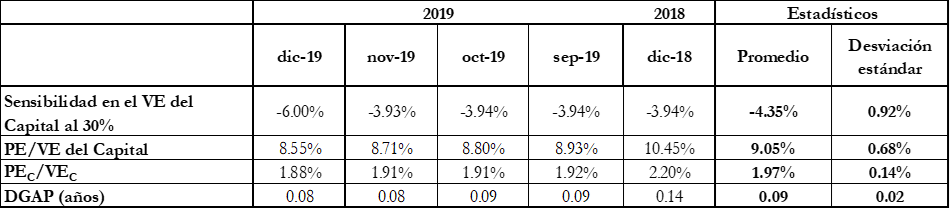 2019 2018 Estadísticos
dic-19 nov-19 oct-19 sep-19 dic-18 Promedio Desviación
estándar
Sensibilidad en el VE del
Capital al 30% -6.00% -3.93% -3.94% -3.94% -3.94% -4.35% 0.92%
PE/VE del Capital 8.55% 8.71% 8.80% 8.93% 10.45% 9.05% 0.68%
PEC/VEC 1.88% 1.91% 1.91% 1.92% 2.20% 1.97% 0.14%
DGAP (años) 0.08 0.08 0.09 0.09 0.14 0.09 0.02